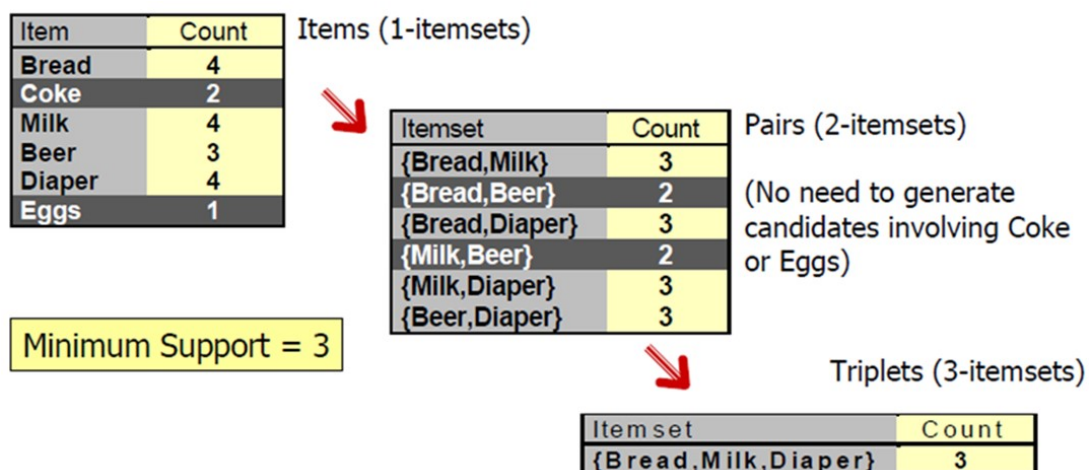 Item Count
Bread 4
Coke 2
Milk 4
Beer 3
Diaper 4
Eggs 1
Items (1-itemsets)
Itemset Count
{Bread,Milk} 3
{Bread,Beer} 2
{Bread,Diaper} 3
{Milk,Beer} 2
{Milk,Diaper} 3
{Beer,Diaper} 3
Pairs (2-itemsets)
(No need to generate
candidates involving Coke
or Eggs)
Minimum Support = 3
Triplets (3-itemsets)
Itemset Count
{Bread,Milk,Diaper} 3